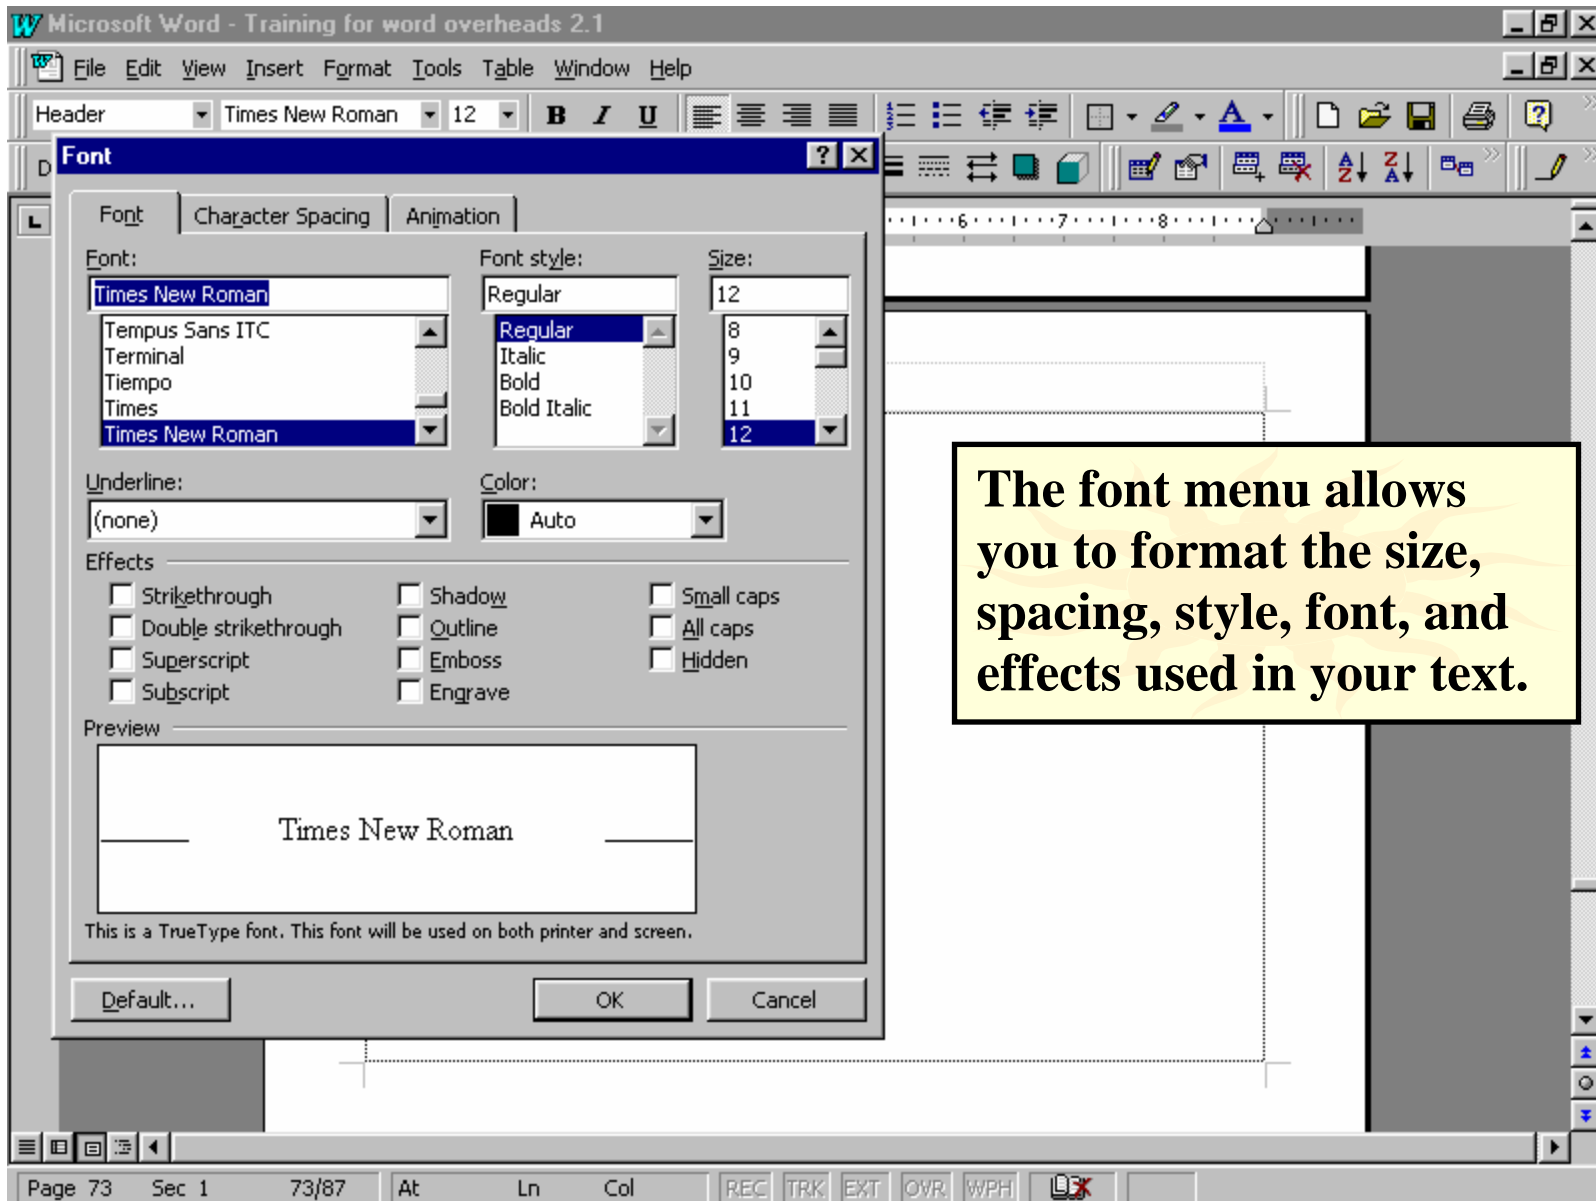 Microsoft Word - Training for word overheads 2.1
File Edit View Insert Format Tools Table Window Help
Header Times New Roman 12 B I U
D
Font
Font Character Spacing Animation
6 7 8
Font: Font style: Size:
Times New Roman Regular 12
Tempus Sans ITC Regular 8
Terminal Italic 9
Tiempo Bold 10
Times Bold Italic 11
Times New Roman 12
Underline: Color:
(none) Auto
Effects
Strikethrough Shadow Small caps
Double strikethrough Outline All caps
Superscript Emboss Hidden
Subscript Engrave
Preview
Times New Roman
This is a TrueType font. This font will be used on both printer and screen.
Default... OK Cancel
The font menu allows
you to format the size,
spacing, style, font, and
effects used in your text.
Page 73 Sec 1 73/87 At Ln Col REC TRK EXT OVR WPH